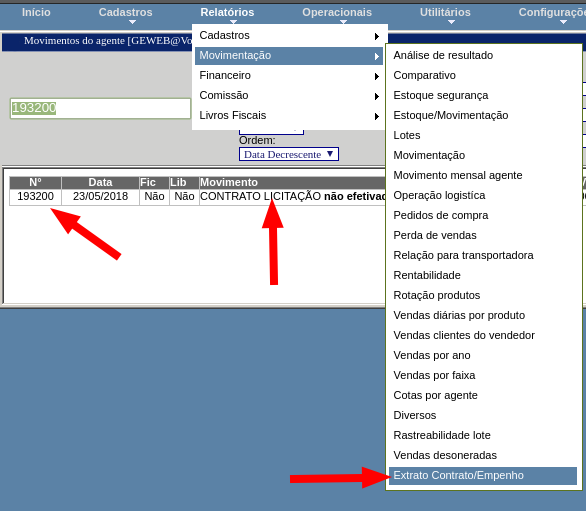 Início Cadastros Relatórios Operacionais Utilitários Configuraçõe
Movimentos do agente [GEWEB@Vo
Cadastros
Movimentação
Financeiro
Comissão
Livros Fiscais
193200
Ordem:
Data Decrescente
N° Data Fic Lib Movimento
193200 23/05/2018 Não Não CONTRATO LICITAÇÃO não efetivad
Análise de resultado
Comparativo
Estoque segurança
Estoque/Movimentação
Lotes
Movimentação
Movimento mensal agente
Operação logistíca
Pedidos de compra
Perda de vendas
Relação para transportadora
Rentabilidade
Rotação produtos
Vendas diárias por produto
Vendas clientes do vendedor
Vendas por ano
Vendas por faixa
Cotas por agente
Diversos
Rastreabilidade lote
Vendas desoneradas
Extrato Contrato/Empenho